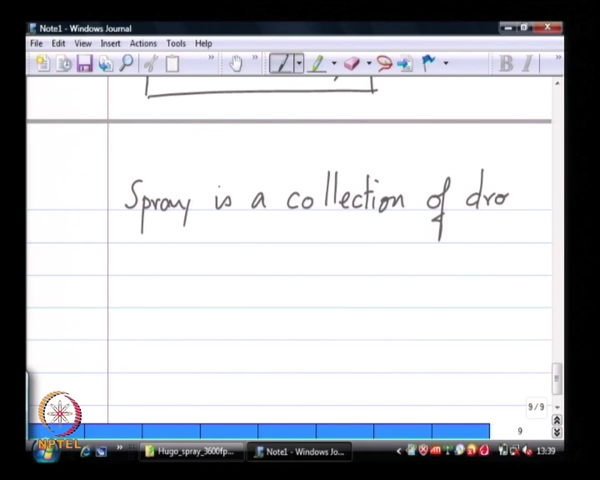 Note1 - Windows Journal
File Edit View Insert Actions Tools Help
B I
Spray is a collection of dro
9/9
9
NPTEL
Hugo_spray_3600fp...
Note1 - Windows Jo...
13:39